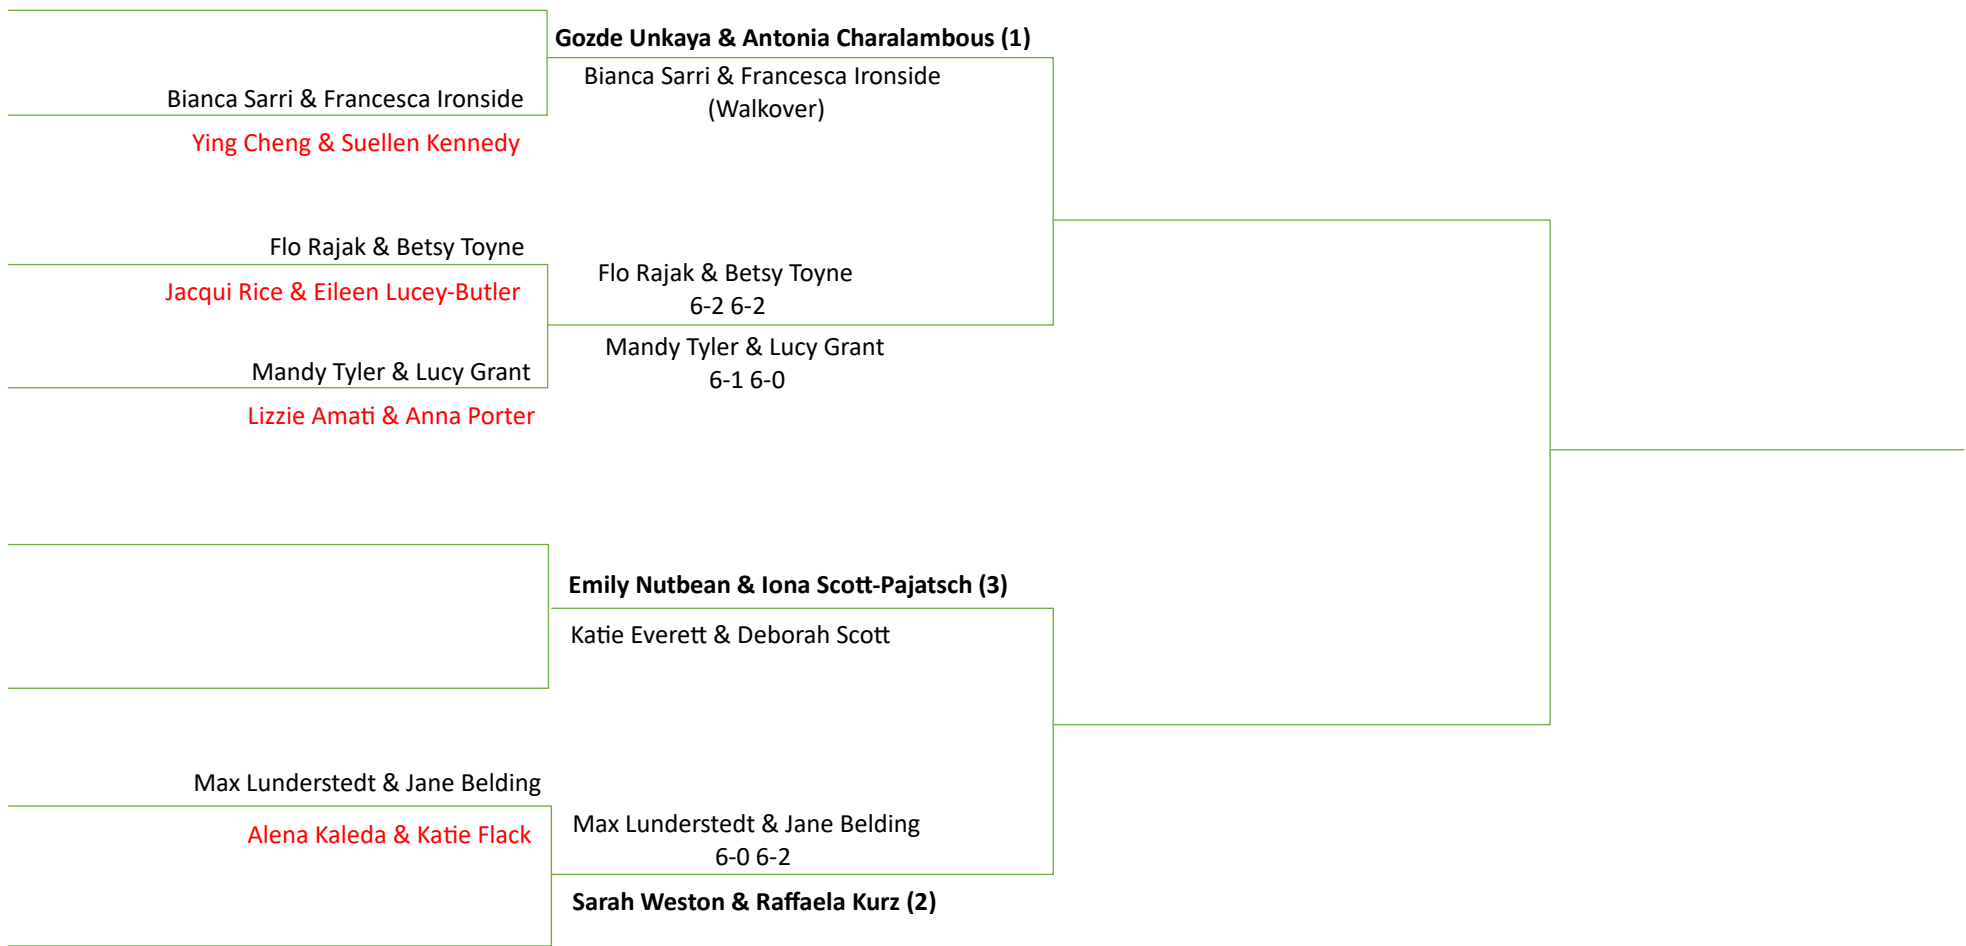 Gozde Unkaya & Antonia Charalambous (1)
Bianca Sarri & Francesca Ironside
(Walkover)
Bianca Sarri & Francesca Ironside
Ying Cheng & Suellen Kennedy
Flo Rajak & Betsy Toyne
Jacqui Rice & Eileen Lucey-Butler
Flo Rajak & Betsy Toyne
6-2 6-2
Mandy Tyler & Lucy Grant
6-1 6-0
Mandy Tyler & Lucy Grant
Lizzie Amati & Anna Porter
Emily Nutbean & Iona Scott-Pajatsch (3)
Katie Everett & Deborah Scott
Max Lunderstedt & Jane Belding
Alena Kaleda & Katie Flack
Max Lunderstedt & Jane Belding
6-0 6-2
Sarah Weston & Raffaela Kurz (2)